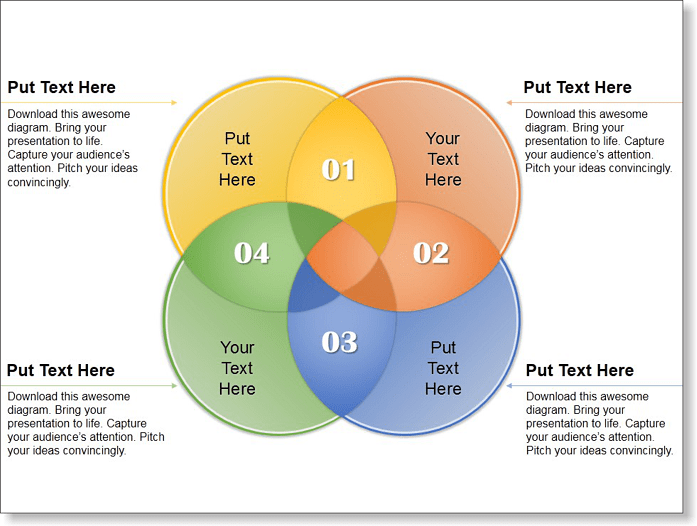 Put Text Here
Download this awesome
diagram. Bring your
presentation to life.
Capture your audience’s
attention. Pitch your ideas
convincingly.
Put Text Here
Download this awesome
diagram. Bring your
presentation to life. Capture
your audience’s attention.
Pitch your ideas convincingly.
Put
Text
Here
01
Your
Text
Here
04
02
Your
Text
Here
03
Put
Text
Here
Put Text Here
Download this awesome
diagram. Bring your
presentation to life. Capture
your audience’s attention. Pitch
your ideas convincingly.
Put Text Here
Download this awesome
diagram. Bring your
presentation to life. Capture
your audience’s attention.
Pitch your ideas convincingly.